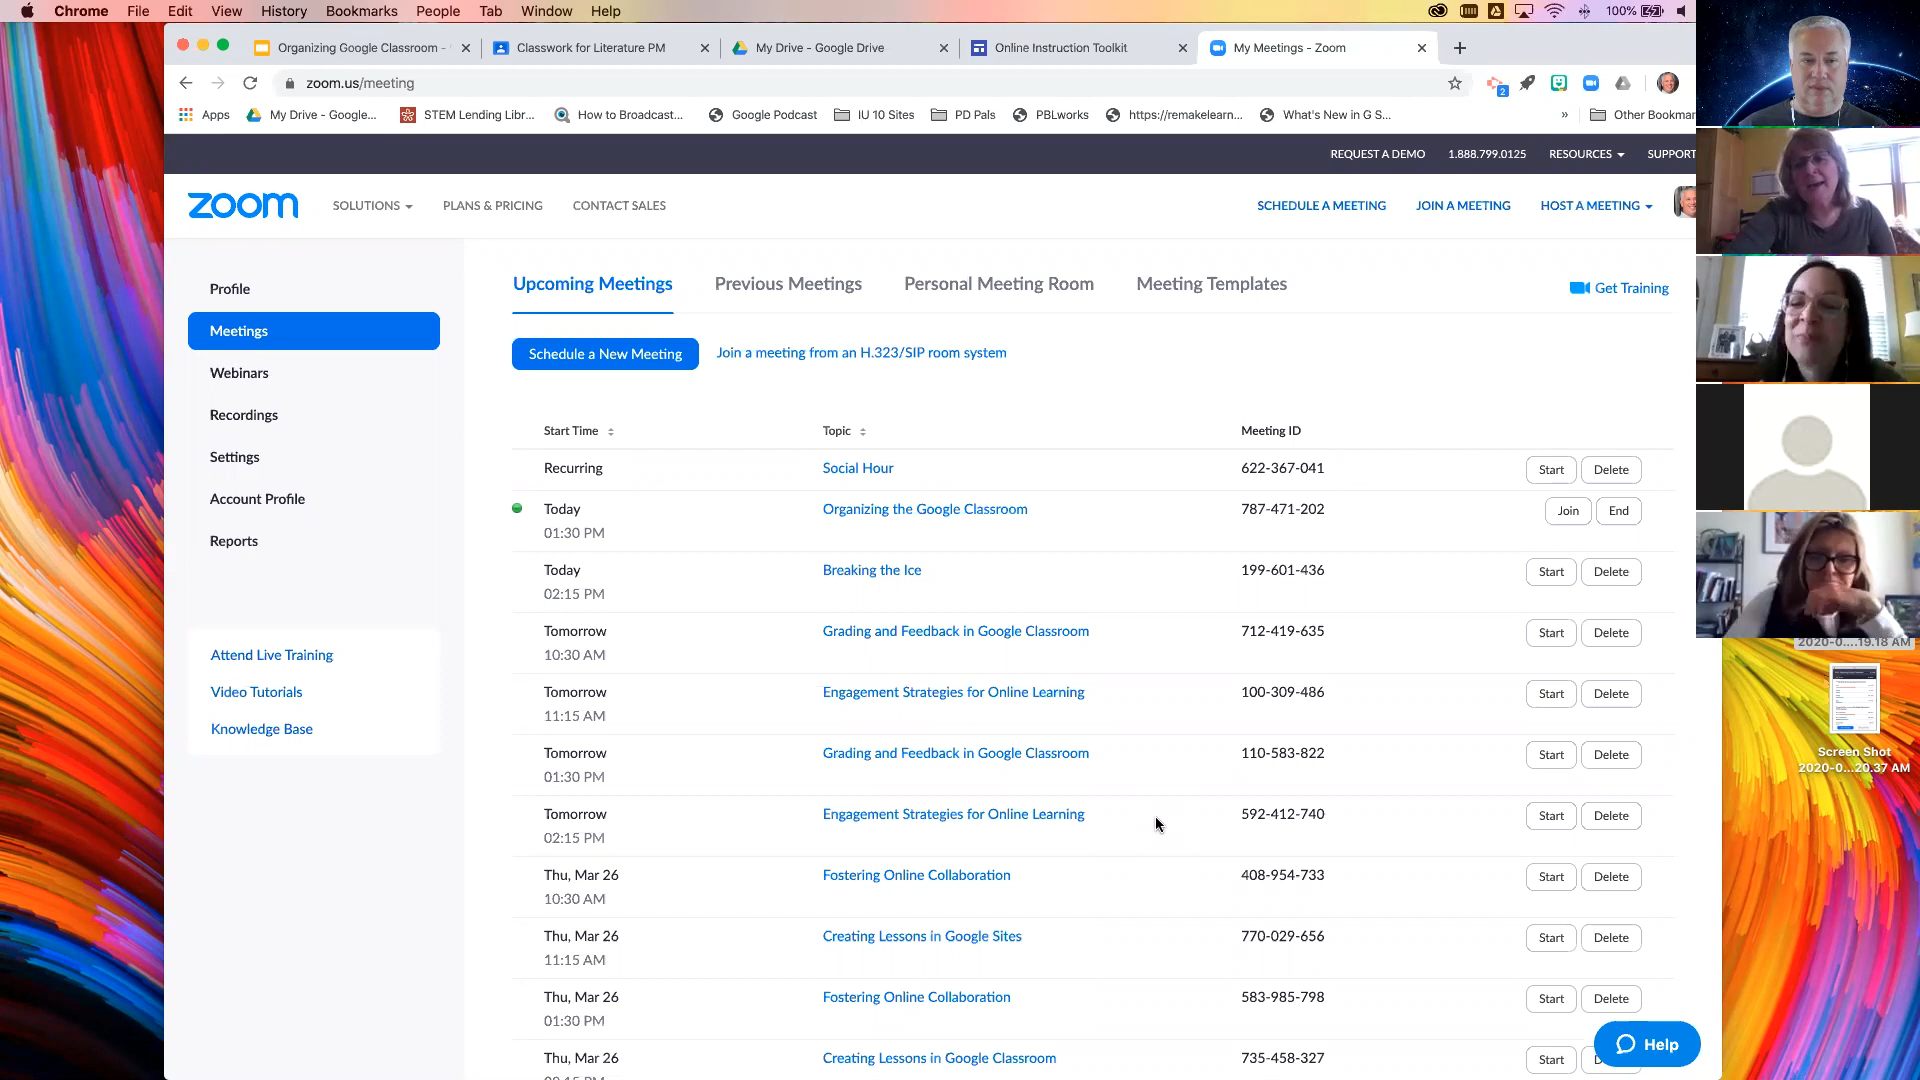 Chrome File Edit View History Bookmarks People Tab Window Help
100%
Organizing Google Classroom -
Classwork for Literature PM
My Drive - Google Drive
Online Instruction Toolkit
My Meetings - Zoom
zoom.us/meeting
2
Apps
My Drive - Google...
STEM Lending Libr...
How to Broadcast...
Google Podcast
IU 10 Sites
PD Pals
PBLworks
https://remakelearn...
What's New in G S...
»
Other Bookmar
REQUEST A DEMO 1.888.799.0125 RESOURCES SUPPORT
zoom
SOLUTIONS PLANS & PRICING CONTACT SALES
SCHEDULE A MEETING JOIN A MEETING HOST A MEETING
Profile
Meetings
Webinars
Recordings
Settings
Account Profile
Reports
Attend Live Training
Video Tutorials
Knowledge Base
Upcoming Meetings Previous Meetings Personal Meeting Room Meeting Templates
Get Training
Schedule a New Meeting Join a meeting from an H.323/SIP room system
Start Time Topic Meeting ID
Recurring Social Hour 622-367-041 Start Delete
Today Organizing the Google Classroom 787-471-202 Join End
01:30 PM
Today Breaking the Ice 199-601-436 Start Delete
02:15 PM
Tomorrow Grading and Feedback in Google Classroom 712-419-635 Start Delete
10:30 AM
Tomorrow Engagement Strategies for Online Learning 100-309-486 Start Delete
11:15 AM
Tomorrow Grading and Feedback in Google Classroom 110-583-822 Start Delete
01:30 PM
Tomorrow Engagement Strategies for Online Learning 592-412-740 Start Delete
02:15 PM
Thu, Mar 26 Fostering Online Collaboration 408-954-733 Start Delete
10:30 AM
Thu, Mar 26 Creating Lessons in Google Sites 770-029-656 Start Delete
11:15 AM
Thu, Mar 26 Fostering Online Collaboration 583-985-798 Start Delete
01:30 PM
Thu, Mar 26 Creating Lessons in Google Classroom 735-458-327 Start
Help
2020-0....19.18 AM
Screen Shot
2020-0...20.37 AM